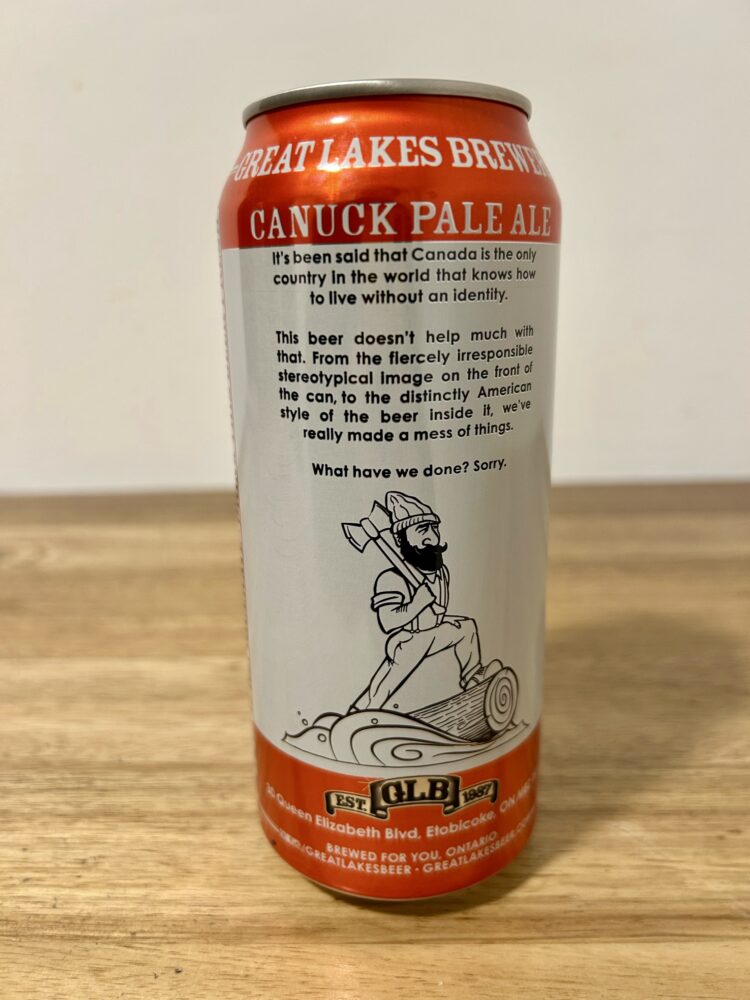 GREAT LAKES BREWER
CANUCK PALE ALE
It's been said that Canada is the only
country in the world that knows how
to live without an identity.
This beer doesn't help much with
that. From the fiercely irresponsible
stereotypical image on the front of
the can, to the distinctly American
style of the beer inside it, we've
really made a mess of things.
What have we done? Sorry.
EST. GLB 1987
30 Queen Elizabeth Blvd, Etobicoke, ON
BREWED FOR YOU, ONTARIO
/GREATLAKESBEER · GREATLAKESBEER.CO